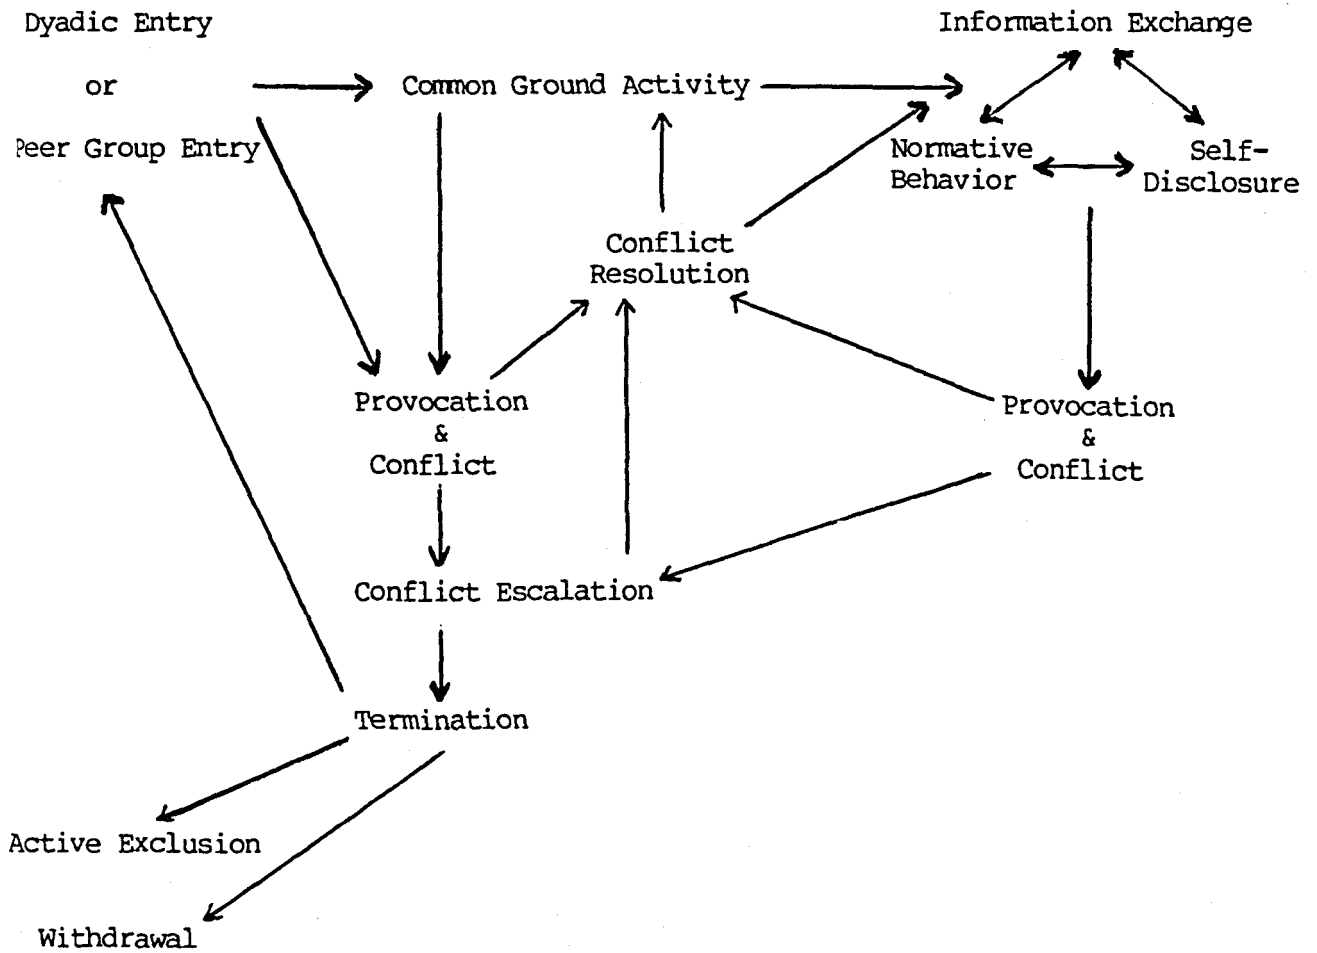 Dyadic Entry
or
Peer Group Entry
Common Ground Activity
Information Exchange
Normative
Behavior
Self-
Disclosure
Conflict
Resolution
Provocation
&
Conflict
Provocation
&
Conflict
Conflict Escalation
Termination
Active Exclusion
Withdrawal